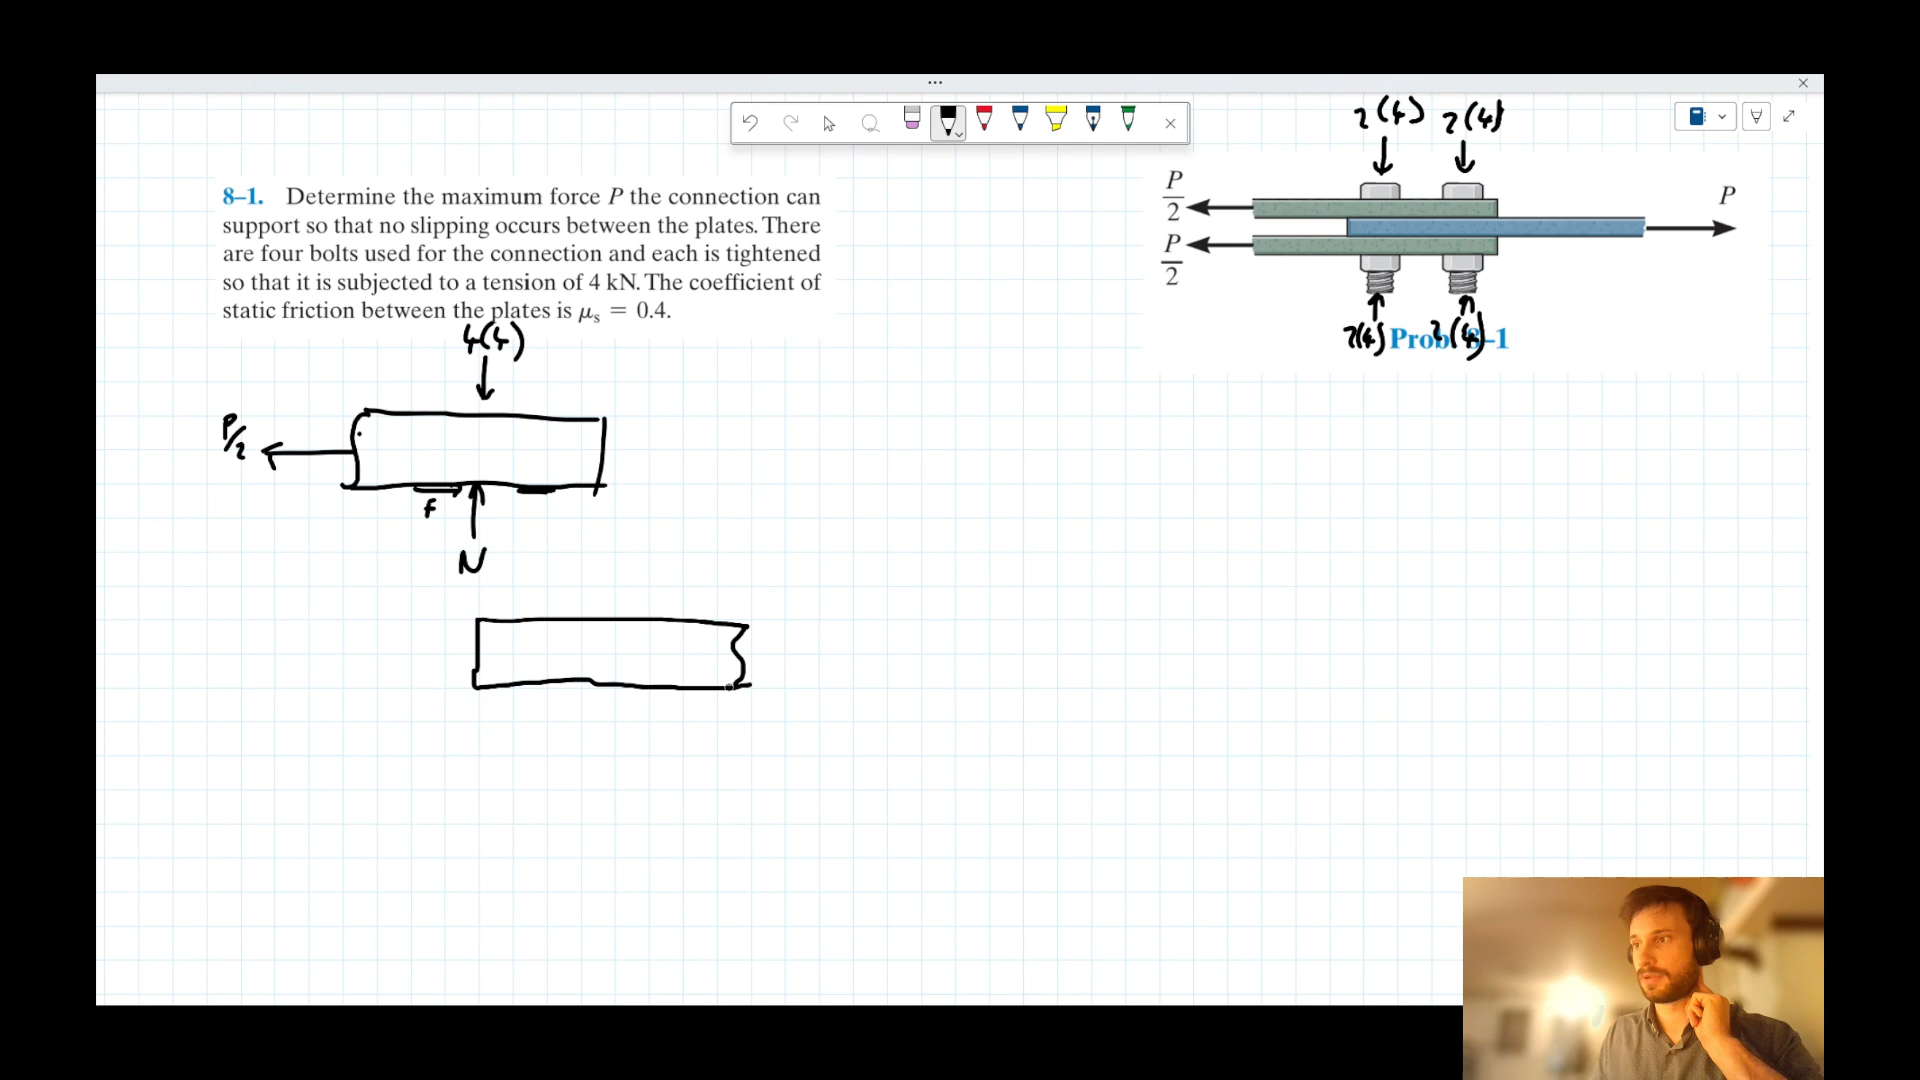 8–1. Determine the maximum force P the connection can
support so that no slipping occurs between the plates. There
are four bolts used for the connection and each is tightened
so that it is subjected to a tension of 4 kN. The coefficient of
static friction between the plates is μs = 0.4.
2(4) 2(4)
P/2
P
P/2
2(4) 2(4)
Prob. 8–1
4(4)
P/2
F
N